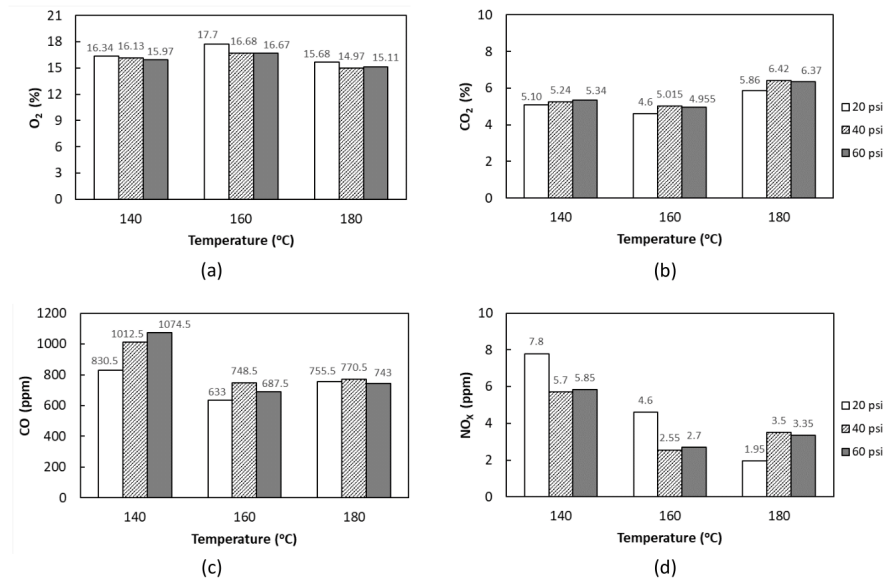 21
18
15
12
9
6
3
0
O₂ (%)
16.34 16.13 15.97
17.7 16.68 16.67
15.68 14.97 15.11
140 160 180
Temperature (°C)
(a)
10
8
6
4
2
0
CO₂ (%)
5.10 5.24 5.34
4.6 5.015 4.955
5.86 6.42 6.37
140 160 180
Temperature (°C)
20 psi
40 psi
60 psi
(b)
1200
1000
800
600
400
200
0
CO (ppm)
830.5 1012.5 1074.5
633 748.5 687.5
755.5 770.5 743
140 160 180
Temperature (°C)
(c)
10
8
6
4
2
0
NOₓ (ppm)
7.8 5.7 5.85
4.6 2.55 2.7
1.95 3.5 3.35
140 160 180
Temperature (°C)
20 psi
40 psi
60 psi
(d)